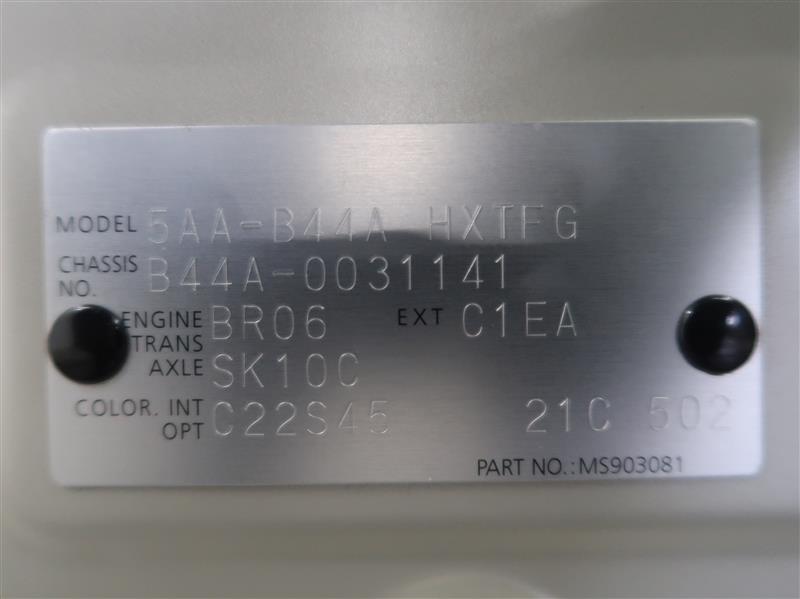 MODEL 5AA-B44A HXTFG
CHASSIS NO. B44A-0031141
ENGINE BR06 EXT C1EA
TRANS
AXLE SK10C
COLOR. INT
OPT C22S45 21C 502
PART NO.:MS903081